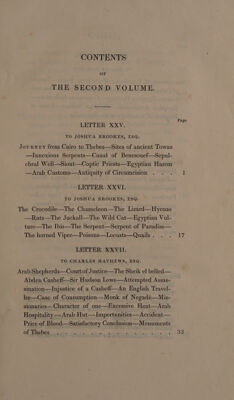 CONTENTS
OF
THE SECOND VOLUME.
Page
LETTER XXV.
TO JOSHUA BROOKES, ESQ.
JOURNEY from Cairo to Thebes—Sites of ancient Towns
—Innoxious Serpents—Canal of Benesouef—Sepul-
chral Well—Siout—Coptic Priests—Egyptian Harem
—Arab Customs—Antiquity of Circumcision . . . 1
LETTER XXVI.
TO JOSHUA BROOKES, ESQ.
The Crocodile—The Chameleon—The Lizard—Hyenas
—Rats—The Jackall—The Wild Cat—Egyptian Vul-
ture—The Ibis—The Serpent—Serpent of Paradise—
The horned Viper—Poisons—Locusts—Quails . . . 17
LETTER XXVII.
TO CHARLES MATHEWS, ESQ.
Arab Shepherds—Court of Justice—The Sheik el belled—
Abden Casheff—Sir Hudson Lowe—Attempted Assas-
sination—Injustice of a Casheff—An English Travel-
ler—Case of Consumption—Monk of Negadé—Mis-
sionaries—Character of one—Excessive Heat—Arab
Hospitality—Arab Hut—Importunities—Accident—
Price of Blood—Satisfactory Conclusion—Monuments
of Thebes . . . . . . . . . . . . 33